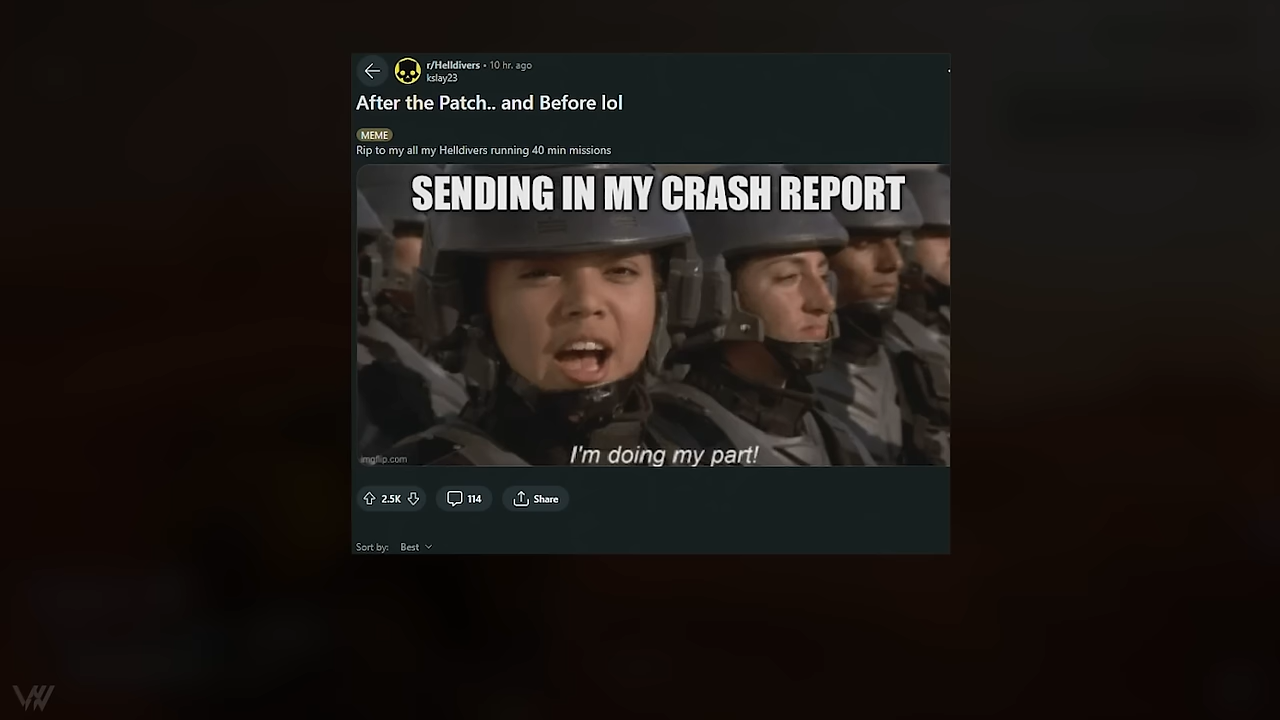 r/Helldivers • 10 hr. ago
kslay23
After the Patch.. and Before lol
MEME
Rip to my all my Helldivers running 40 min missions
SENDING IN MY CRASH REPORT
I'm doing my part!
imgflip.com
2.5K
114
Share
Sort by: Best